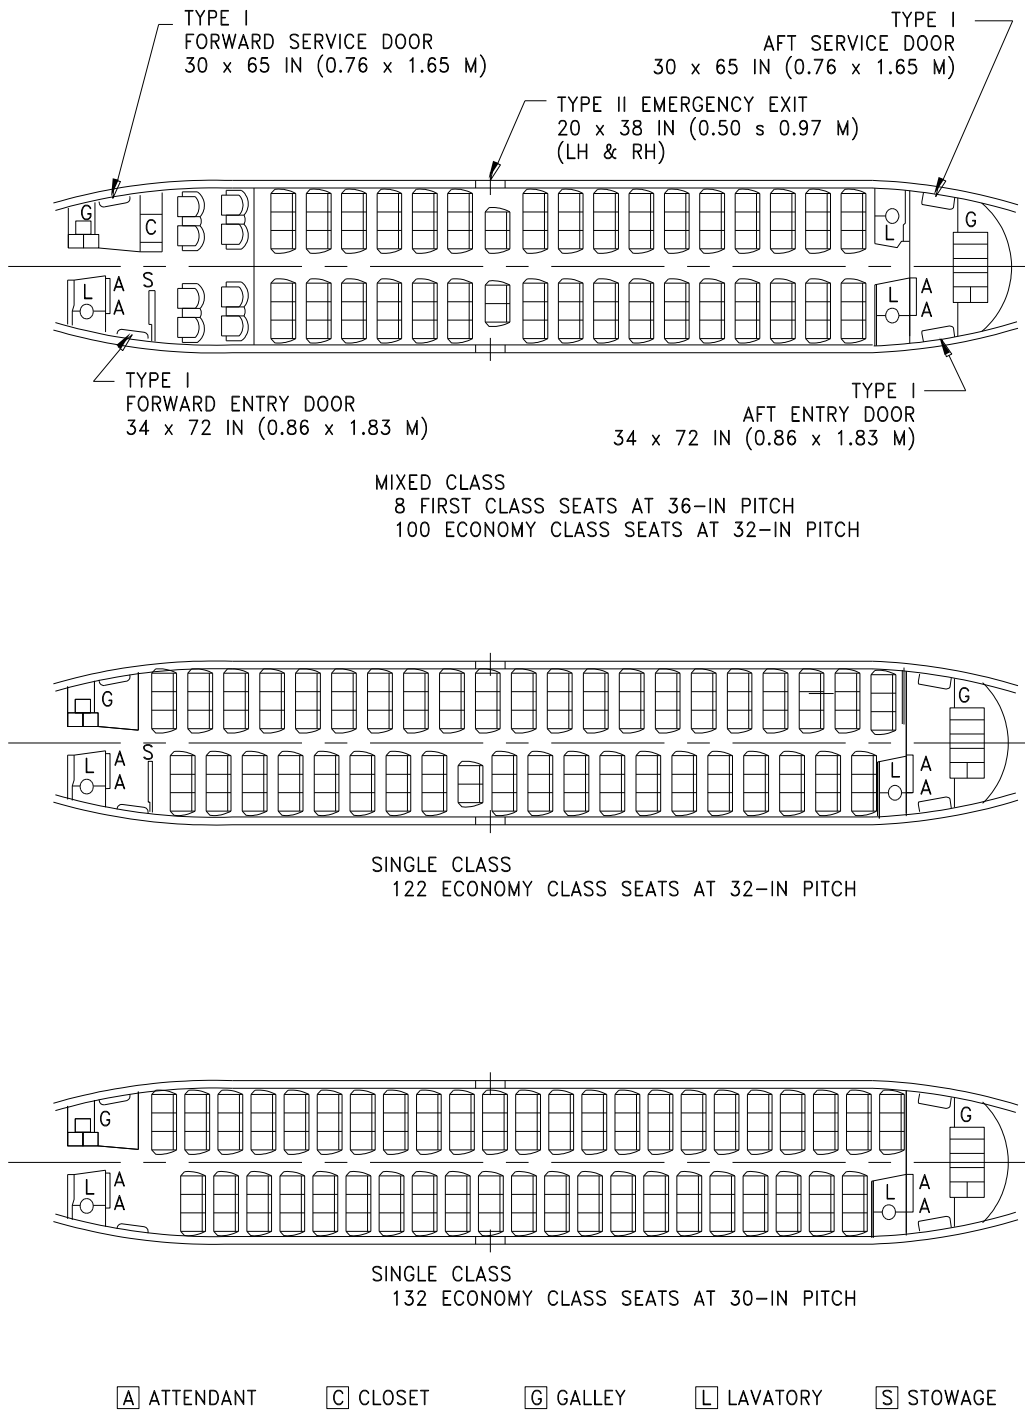 TYPE I
FORWARD SERVICE DOOR
30 x 65 IN (0.76 x 1.65 M)
TYPE I
AFT SERVICE DOOR
30 x 65 IN (0.76 x 1.65 M)
TYPE II EMERGENCY EXIT
20 x 38 IN (0.50 s 0.97 M)
(LH & RH)
G
C
L
G
L
A
A
S
L
A
A
TYPE I
FORWARD ENTRY DOOR
34 x 72 IN (0.86 x 1.83 M)
TYPE I
AFT ENTRY DOOR
34 x 72 IN (0.86 x 1.83 M)
MIXED CLASS
8 FIRST CLASS SEATS AT 36-IN PITCH
100 ECONOMY CLASS SEATS AT 32-IN PITCH
G
G
L
A
A
S
L
A
A
SINGLE CLASS
122 ECONOMY CLASS SEATS AT 32-IN PITCH
G
G
L
A
A
L
A
A
SINGLE CLASS
132 ECONOMY CLASS SEATS AT 30-IN PITCH
A ATTENDANT C CLOSET G GALLEY L LAVATORY S STOWAGE